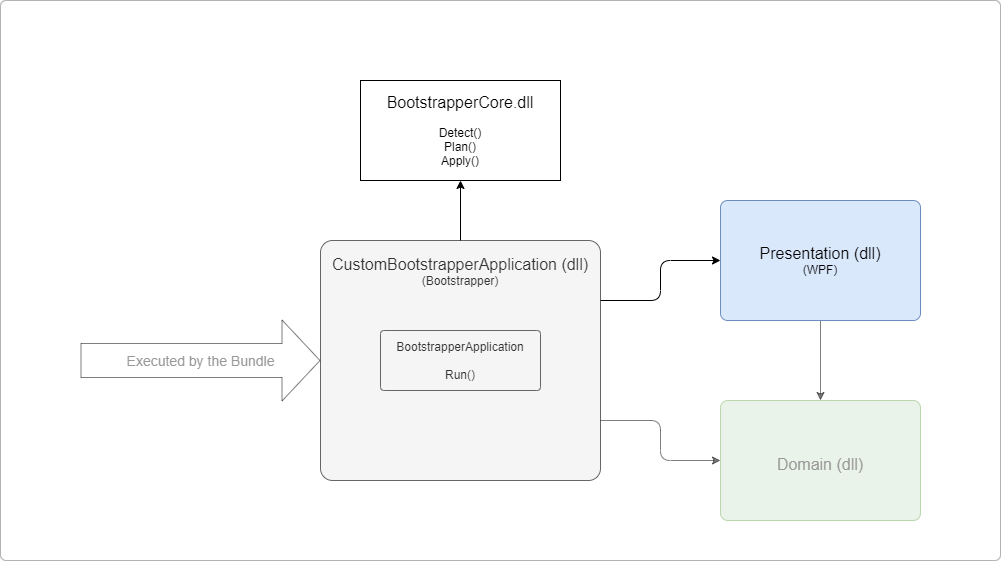 BootstrapperCore.dll
Detect()
Plan()
Apply()
CustomBootstrapperApplication (dll)
(Bootstrapper)
BootstrapperApplication
Run()
Executed by the Bundle
Presentation (dll)
(WPF)
Domain (dll)